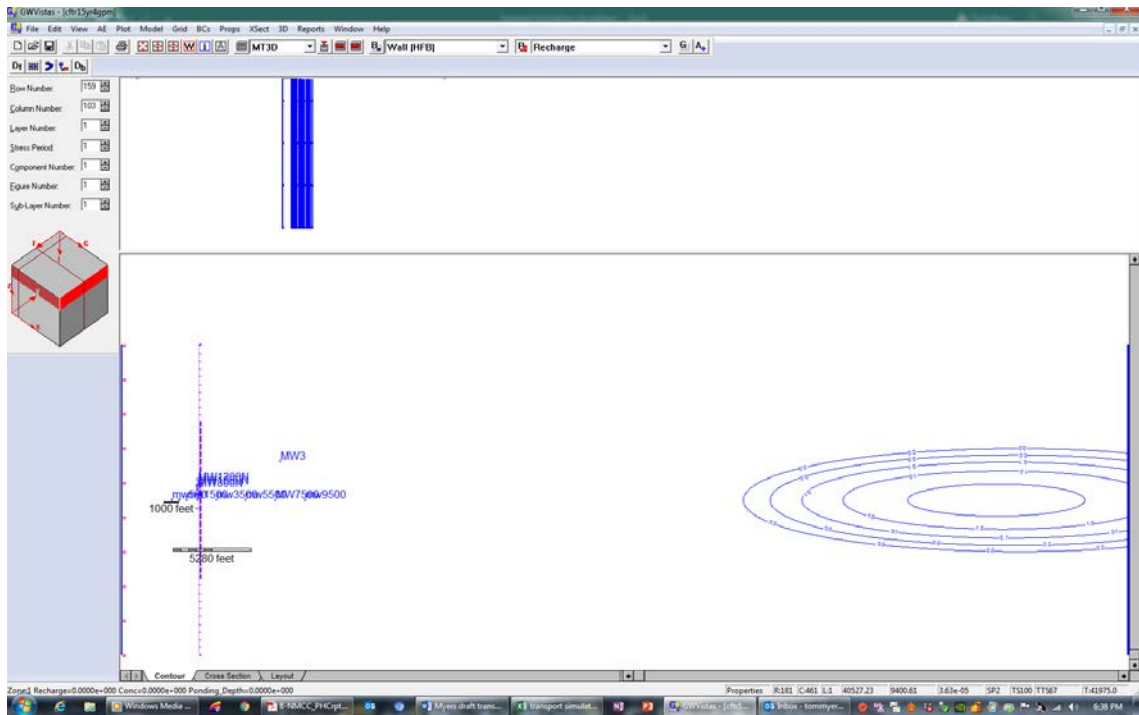 GWVistas - [cftr15yr4gpm]
File Edit View AE Plot Model Grid BCs Props XSect 3D Reports Window Help
MT3D Wall (HFB) Recharge
Row Number: 159
Column Number: 103
Layer Number: 1
Stress Period: 1
Component Number: 1
Figure Number: 1
Sub-Layer Number: 1
MW3
1000 feet
5280 feet
Contour Cross Section Layout
Zone1 Recharge=0.0000e+000 Conc=0.0000e+000 Ponding_Depth=0.0000e+000 Properties R:181 C:461 L:1 40527.23 9400.61 3.63e-05 SP2 TS100 TTS67 T:41975.0
Windows Media ... E-NMCC_PHCrpt... Myers draft trans... transport simulat... GWVistas - [cftr1... Inbox - tommyer... 6:38 PM